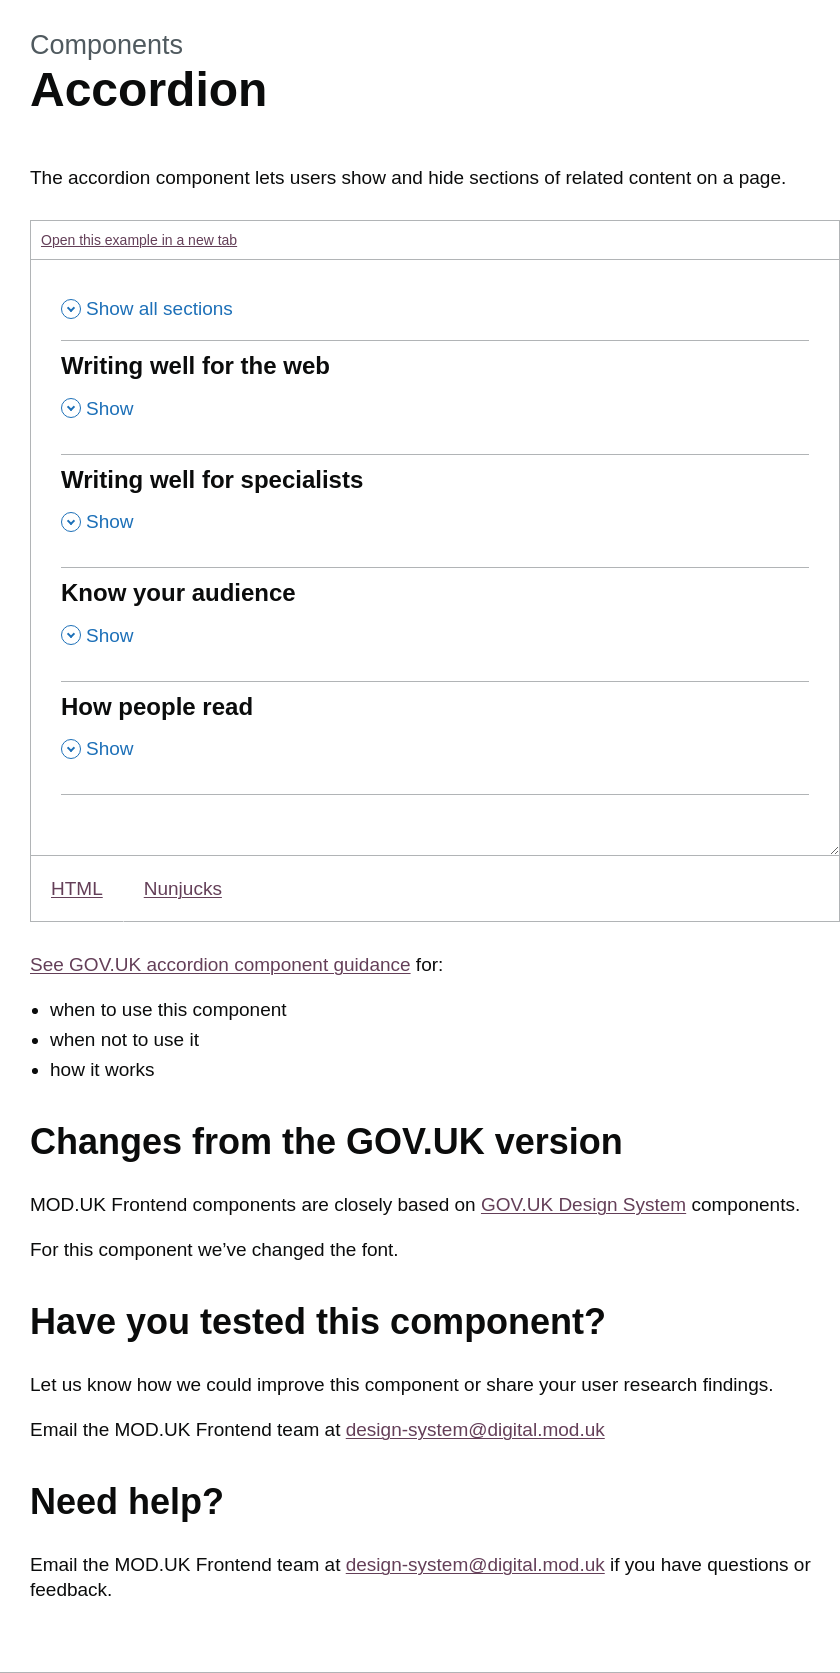 Components
Accordion
The accordion component lets users show and hide sections of related content on a page.
Open this example in a new tab
Show all sections
Writing well for the web
Show
Writing well for specialists
Show
Know your audience
Show
How people read
Show
HTML Nunjucks
See GOV.UK accordion component guidance for:
• when to use this component
• when not to use it
• how it works
Changes from the GOV.UK version
MOD.UK Frontend components are closely based on GOV.UK Design System components.
For this component we’ve changed the font.
Have you tested this component?
Let us know how we could improve this component or share your user research findings.
Email the MOD.UK Frontend team at design-system@digital.mod.uk
Need help?
Email the MOD.UK Frontend team at design-system@digital.mod.uk if you have questions or
feedback.